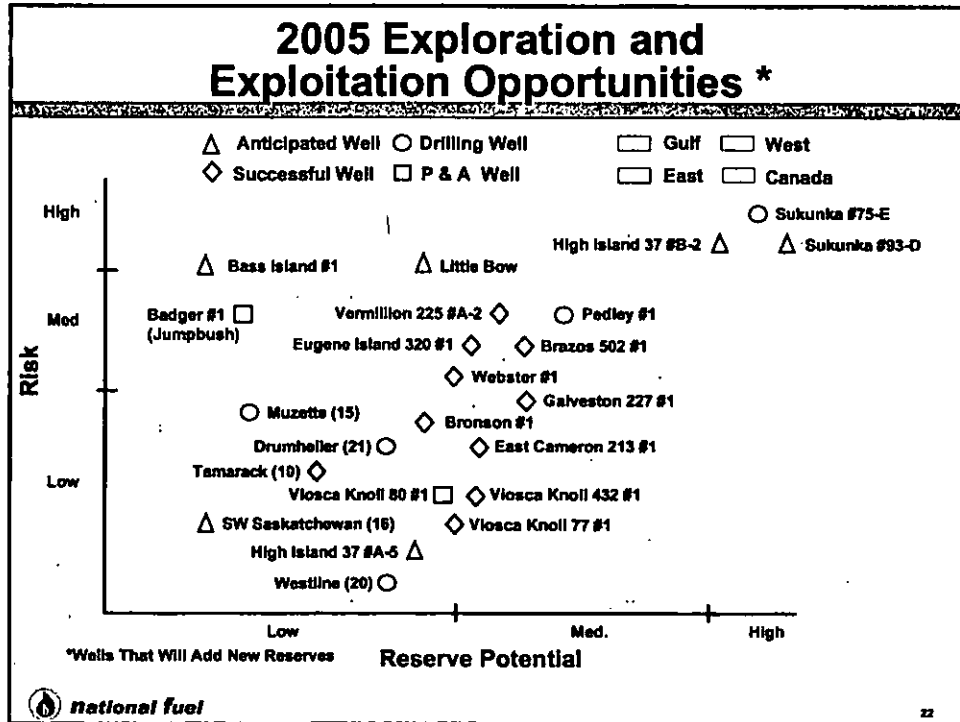 2005 Exploration and
Exploitation Opportunities *
Anticipated Well Drilling Well Gulf West
Successful Well P & A Well East Canada
High
Sukunka #75-E
High Island 37 #B-2 Sukunka #93-D
Bass Island #1 Little Bow
Med
Badger #1
(Jumpbush)
Vermillion 225 #A-2 Pedley #1
Eugene Island 320 #1 Brazos 502 #1
Risk
Webster #1
Galveston 227 #1
Muzette (15)
Bronson #1
Drumheller (21) East Cameron 213 #1
Tamarack (10)
Low
Viosca Knoll 80 #1 Viosca Knoll 432 #1
SW Saskatchewan (16) Viosca Knoll 77 #1
High Island 37 #A-5
Westline (20)
Low Med. High
*Wells That Will Add New Reserves Reserve Potential
national fuel
22